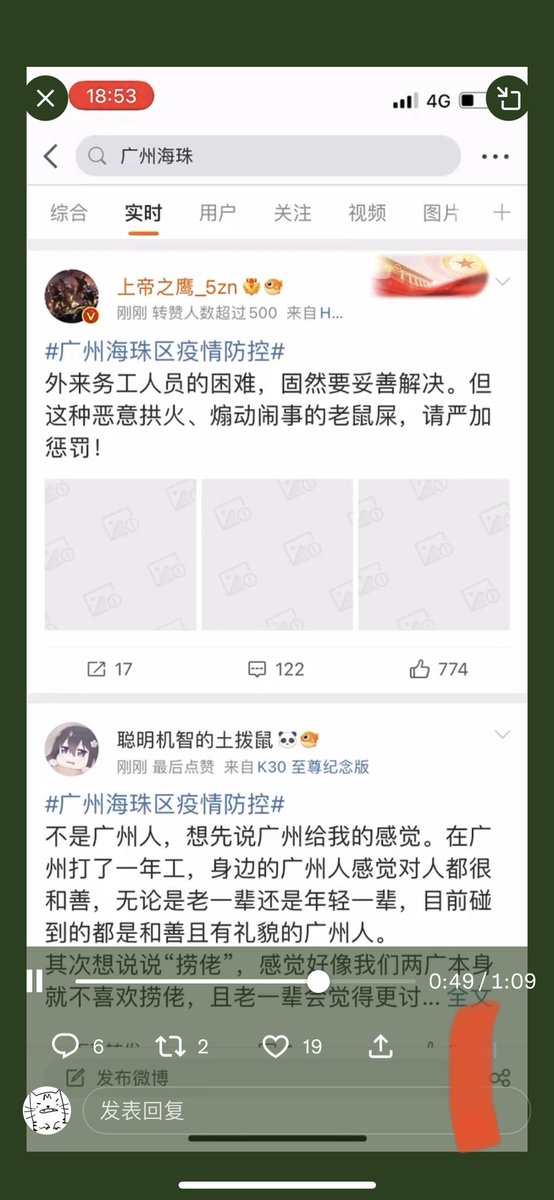 18:53
4G
广州海珠
综合 实时 用户 关注 视频 图片
上帝之鹰_5zn
刚刚 转赞人数超过500 来自H...
#广州海珠区疫情防控#
外来务工人员的困难，固然要妥善解决。但
这种恶意拱火、煽动闹事的老鼠屎，请严加
惩罚！
17 122 774
聪明机智的土拨鼠
刚刚 最后点赞 来自K30 至尊纪念版
#广州海珠区疫情防控#
不是广州人，想先说广州给我的感觉。在广
州打了一年工，身边的广州人感觉对人都很
和善，无论是老一辈还是年轻一辈，目前碰
到的都是和善且有礼貌的广州人。
其次想说说“捞佬”，感觉好像我们两广本身
0:49/1:09
就不喜欢捞佬，且老一辈会觉得更讨... 全文
6 2 19
发布微博
发表回复